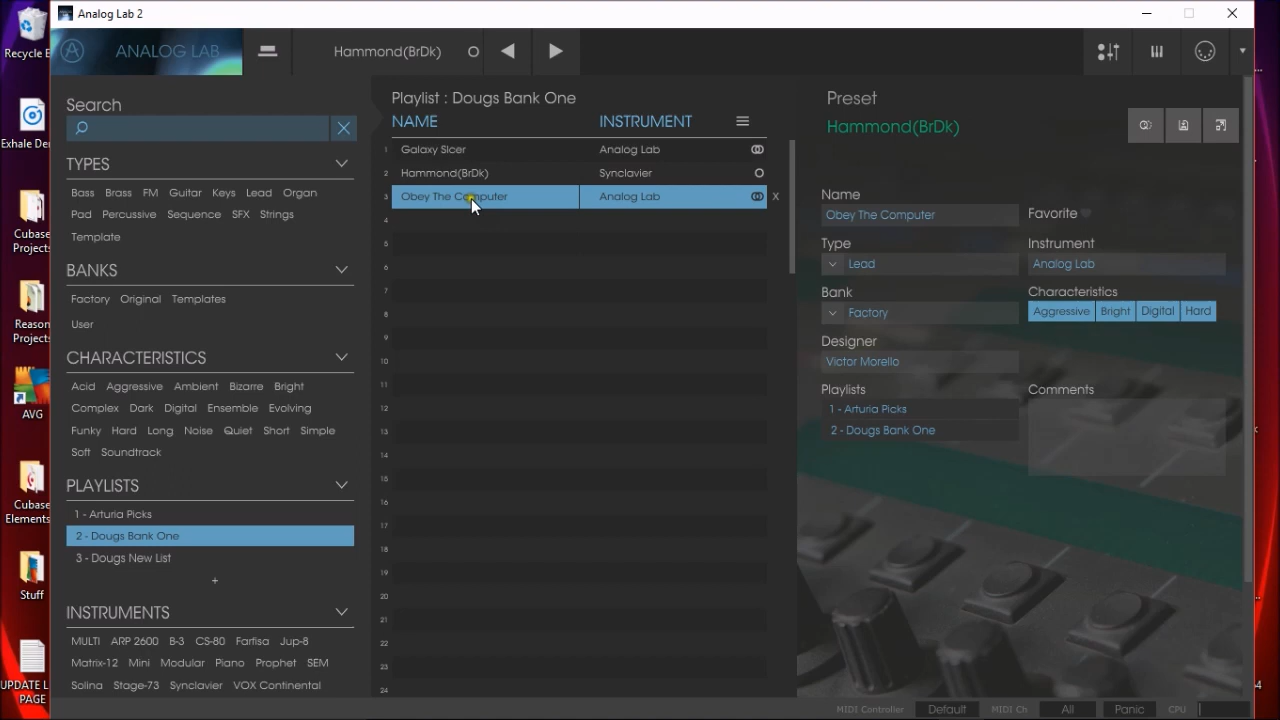 Analog Lab 2
Recycle B
ANALOG LAB
Hammond(BrDk)
Exhale De
Cubase
Projects
Reason
Projects
AVG
Cubase
Elements
Stuff
UPDATE L
PAGE
Search
TYPES
Bass Brass FM Guitar Keys Lead Organ
Pad Percussive Sequence SFX Strings
Template
BANKS
Factory Original Templates
User
CHARACTERISTICS
Acid Aggressive Ambient Bizarre Bright
Complex Dark Digital Ensemble Evolving
Funky Hard Long Noise Quiet Short Simple
Soft Soundtrack
PLAYLISTS
1 - Arturia Picks
2 - Dougs Bank One
3 - Dougs New List
+
INSTRUMENTS
MULTI ARP 2600 B-3 CS-80 Farfisa Jup-8
Matrix-12 Mini Modular Piano Prophet SEM
Solina Stage-73 Synclavier VOX Continental
Playlist : Dougs Bank One
NAME INSTRUMENT
1 Galaxy Slcer Analog Lab
2 Hammond(BrDk) Synclavier
3 Obey The Computer Analog Lab X
4
5
6
7
8
9
10
11
12
13
14
15
16
17
18
19
20
21
22
23
24
Preset
Hammond(BrDk)
Name
Obey The Computer
Favorite
Type
Lead
Instrument
Analog Lab
Bank
Factory
Characteristics
Aggressive Bright Digital Hard
Designer
Victor Morello
Playlists
1 - Arturia Picks
2 - Dougs Bank One
Comments
MIDI Controller Default MIDI Ch All Panic CPU